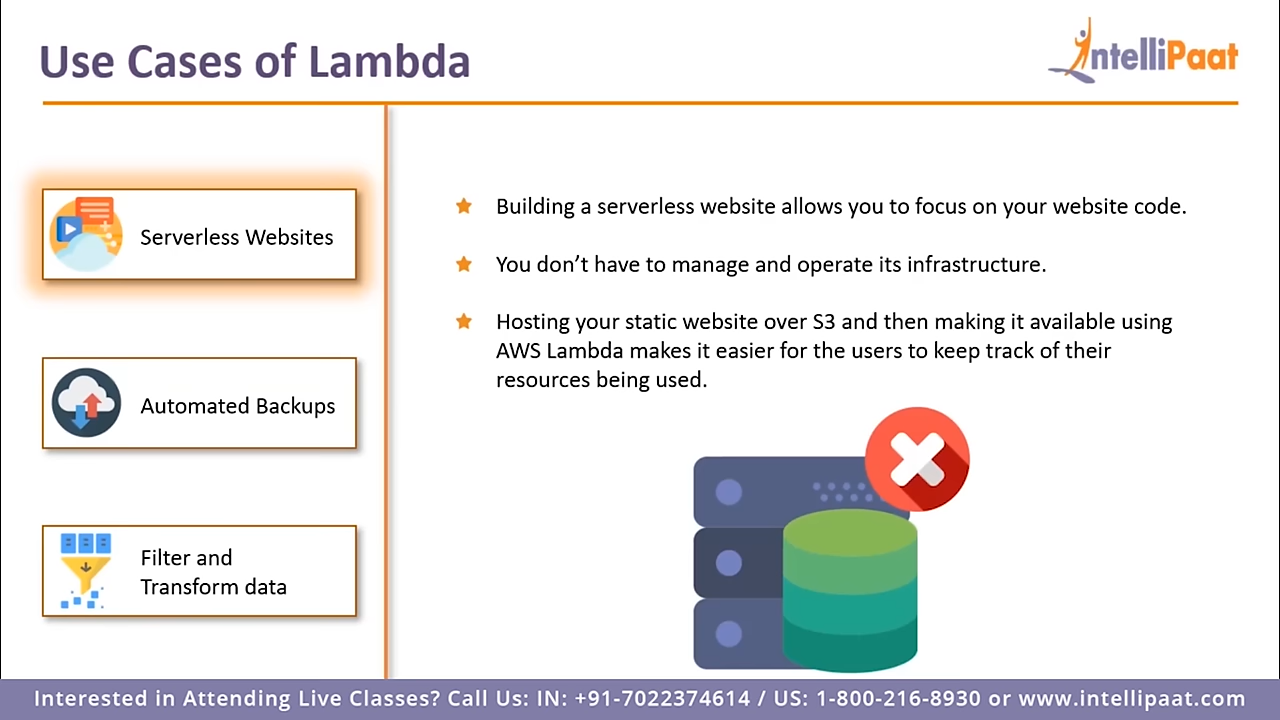 Use Cases of Lambda
IntelliPaat
Serverless Websites
Automated Backups
Filter and
Transform data
Building a serverless website allows you to focus on your website code.
You don’t have to manage and operate its infrastructure.
Hosting your static website over S3 and then making it available using
AWS Lambda makes it easier for the users to keep track of their
resources being used.
Interested in Attending Live Classes? Call Us: IN: +91-7022374614 / US: 1-800-216-8930 or www.intellipaat.com